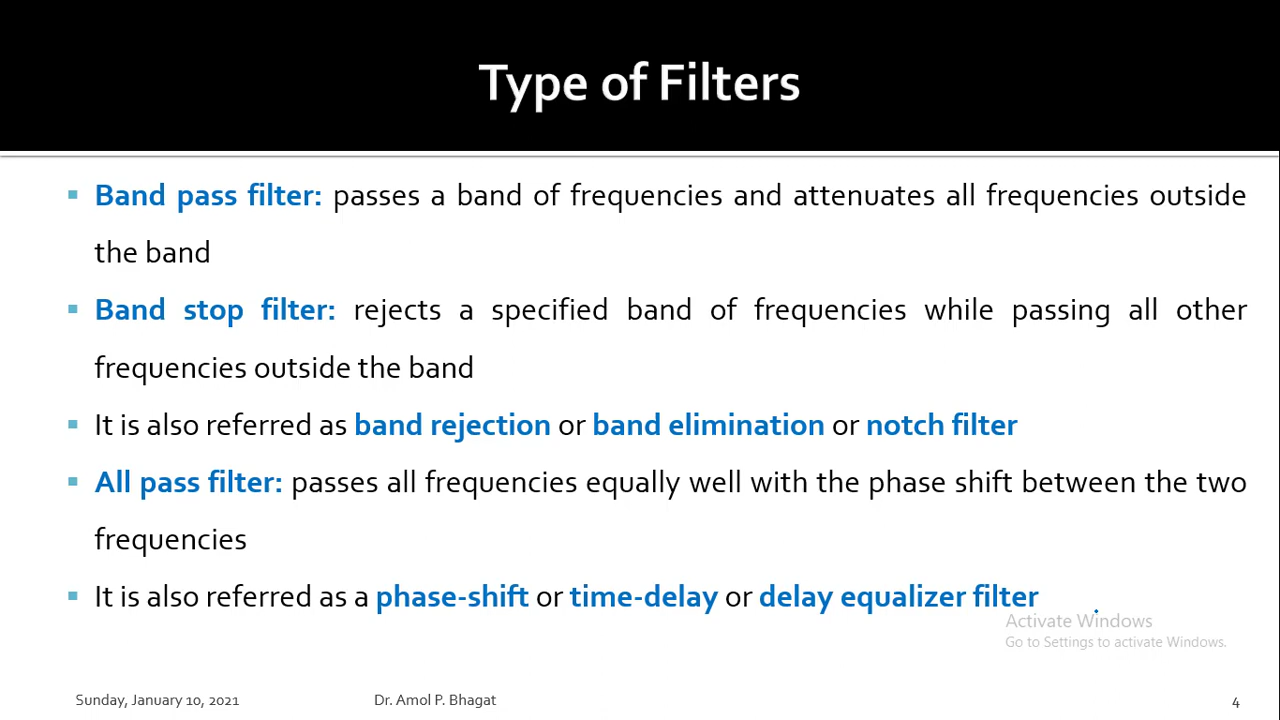 Type of Filters
Band pass filter: passes a band of frequencies and attenuates all frequencies outside
the band
Band stop filter: rejects a specified band of frequencies while passing all other
frequencies outside the band
It is also referred as band rejection or band elimination or notch filter
All pass filter: passes all frequencies equally well with the phase shift between the two
frequencies
It is also referred as a phase-shift or time-delay or delay equalizer filter
Activate Windows
Go to Settings to activate Windows.
Sunday, January 10, 2021 Dr. Amol P. Bhagat 4